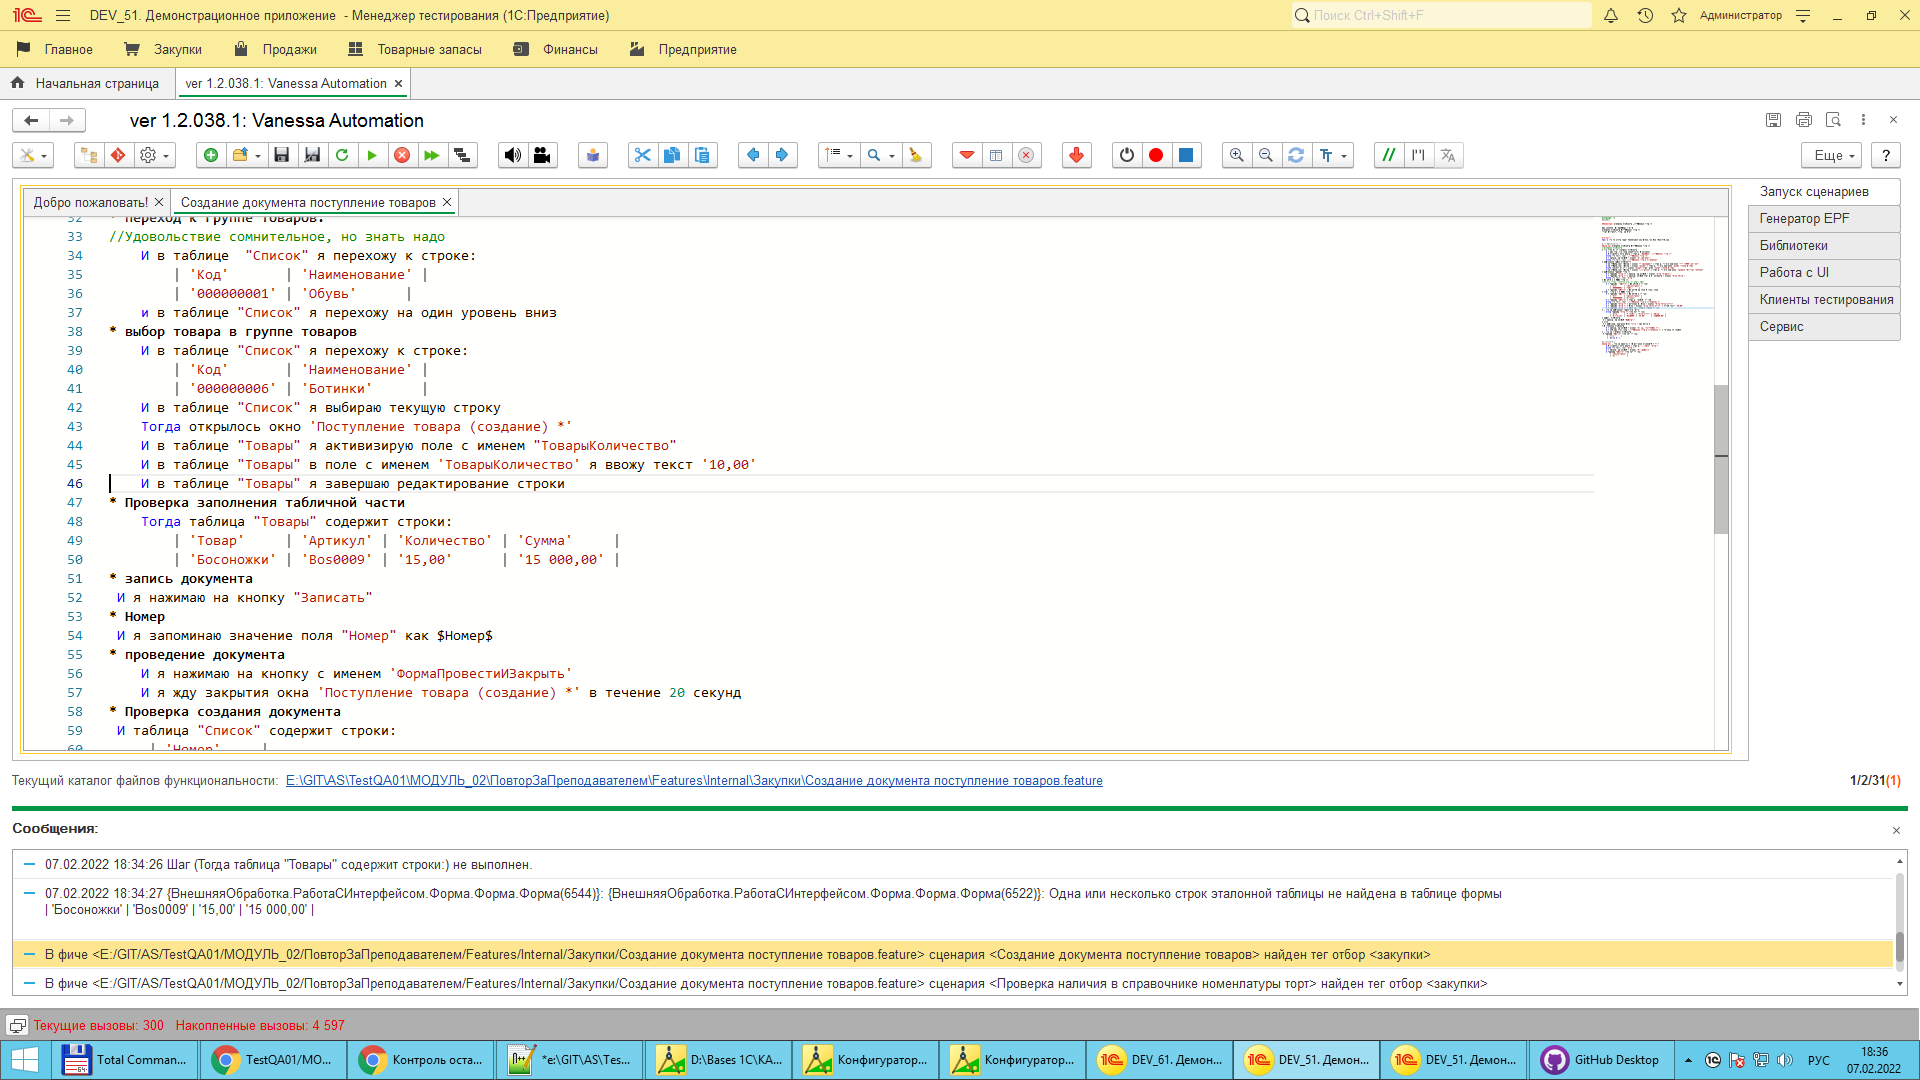 DEV_51. Демонстрационное приложение - Менеджер тестирования (1С:Предприятие)
Поиск Ctrl+Shift+F
Администратор
Главное
Закупки
Продажи
Товарные запасы
Финансы
Предприятие
Начальная страница
ver 1.2.038.1: Vanessa Automation
ver 1.2.038.1: Vanessa Automation
Еще
?
Добро пожаловать!
Создание документа поступление товаров
Запуск сценариев
Генератор EPF
Библиотеки
Работа с UI
Клиенты тестирования
Сервис
32 * переход к группе товаров.
33 //Удовольствие сомнительное, но знать надо
34 И в таблице "Список" я перехожу к строке:
35 | 'Код' | 'Наименование' |
36 | '000000001' | 'Обувь' |
37 и в таблице "Список" я перехожу на один уровень вниз
38 * выбор товара в группе товаров
39 И в таблице "Список" я перехожу к строке:
40 | 'Код' | 'Наименование' |
41 | '000000006' | 'Ботинки' |
42 И в таблице "Список" я выбираю текущую строку
43 Тогда открылось окно 'Поступление товара (создание) *'
44 И в таблице "Товары" я активизирую поле с именем "ТоварыКоличество"
45 И в таблице "Товары" в поле с именем 'ТоварыКоличество' я ввожу текст '10,00'
46 И в таблице "Товары" я завершаю редактирование строки
47 * Проверка заполнения табличной части
48 Тогда таблица "Товары" содержит строки:
49 | 'Товар' | 'Артикул' | 'Количество' | 'Сумма' |
50 | 'Босоножки' | 'Bos0009' | '15,00' | '15 000,00' |
51 * запись документа
52 И я нажимаю на кнопку "Записать"
53 * Номер
54 И я запоминаю значение поля "Номер" как $Номер$
55 * проведение документа
56 И я нажимаю на кнопку с именем 'ФормаПровестиИЗакрыть'
57 И я жду закрытия окна 'Поступление товара (создание) *' в течение 20 секунд
58 * Проверка создания документа
59 И таблица "Список" содержит строки:
60 | 'Номер' |
Текущий каталог файлов функциональности: E:\GIT\AS\TestQA01\МОДУЛЬ_02\ПовторЗаПреподавателем\Features\Internal\Закупки\Создание документа поступление товаров.feature
1/2/31(1)
Сообщения:
07.02.2022 18:34:26 Шаг (Тогда таблица "Товары" содержит строки:) не выполнен.
07.02.2022 18:34:27 {ВнешняяОбработка.РаботаСИнтерфейсом.Форма.Форма.Форма(6544)}: {ВнешняяОбработка.РаботаСИнтерфейсом.Форма.Форма.Форма(6522)}: Одна или несколько строк эталонной таблицы не найдена в таблице формы
| 'Босоножки' | 'Bos0009' | '15,00' | '15 000,00' |
В фиче <E:/GIT/AS/TestQA01/МОДУЛЬ_02/ПовторЗаПреподавателем/Features/Internal/Закупки/Создание документа поступление товаров.feature> сценария <Создание документа поступление товаров> найден тег отбор <закупки>
В фиче <E:/GIT/AS/TestQA01/МОДУЛЬ_02/ПовторЗаПреподавателем/Features/Internal/Закупки/Создание документа поступление товаров.feature> сценария <Проверка наличия в справочнике номенлатуры торт> найден тег отбор <закупки>
Текущие вызовы: 300 Накопленные вызовы: 4 597
Total Comman...
TestQA01/МО...
Контроль оста...
*e:\GIT\AS\Tes...
D:\Bases 1C\KA...
Конфигуратор...
Конфигуратор...
DEV_61. Демон...
DEV_51. Демон...
DEV_51. Демон...
GitHub Desktop
РУС
18:36
07.02.2022